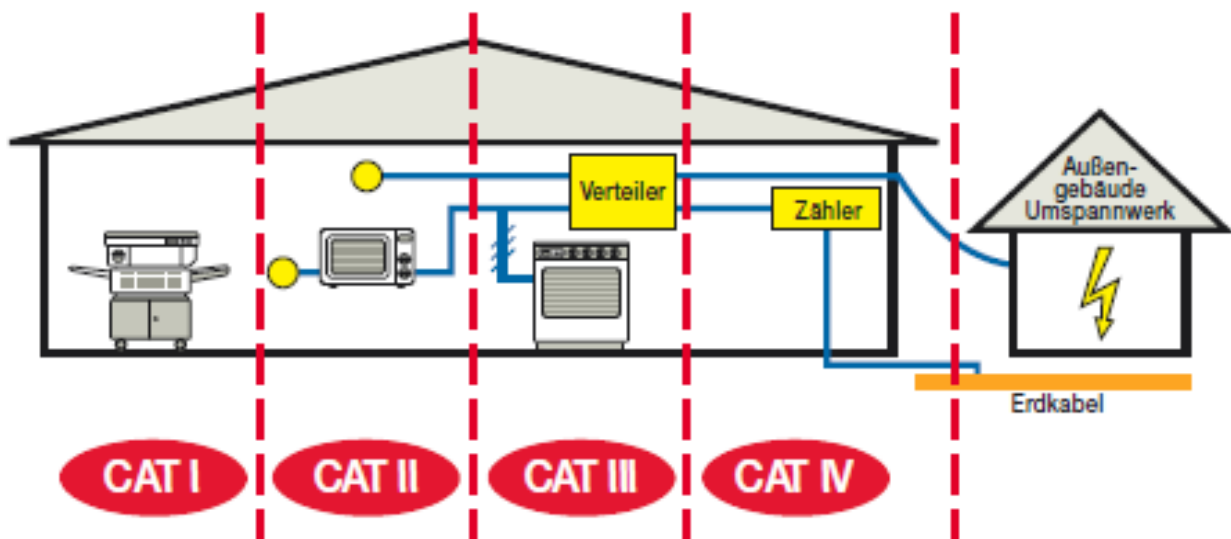 Verteiler
Zähler
Außen-
gebäude
Umspannwerk
Erdkabel
CAT I
CAT II
CAT III
CAT IV